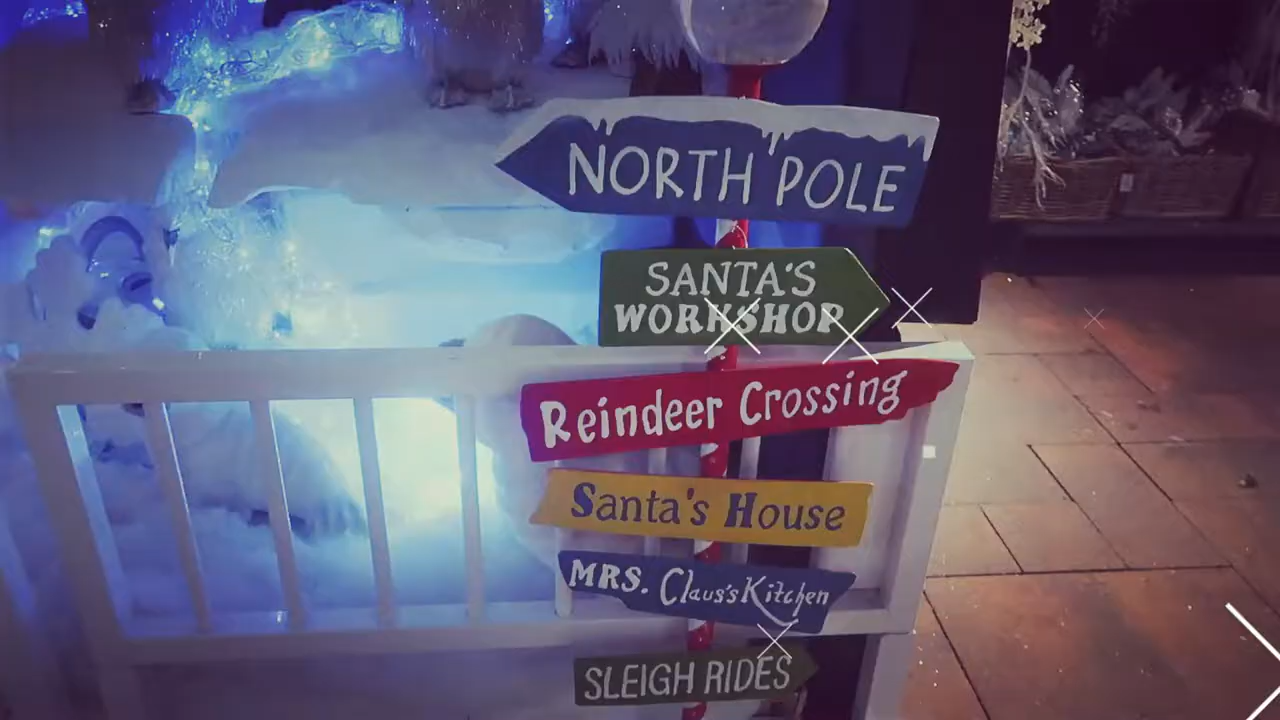 NORTH POLE
SANTA'S
WORKSHOP
Reindeer Crossing
Santa's House
MRS. Claus's Kitchen
SLEIGH RIDES